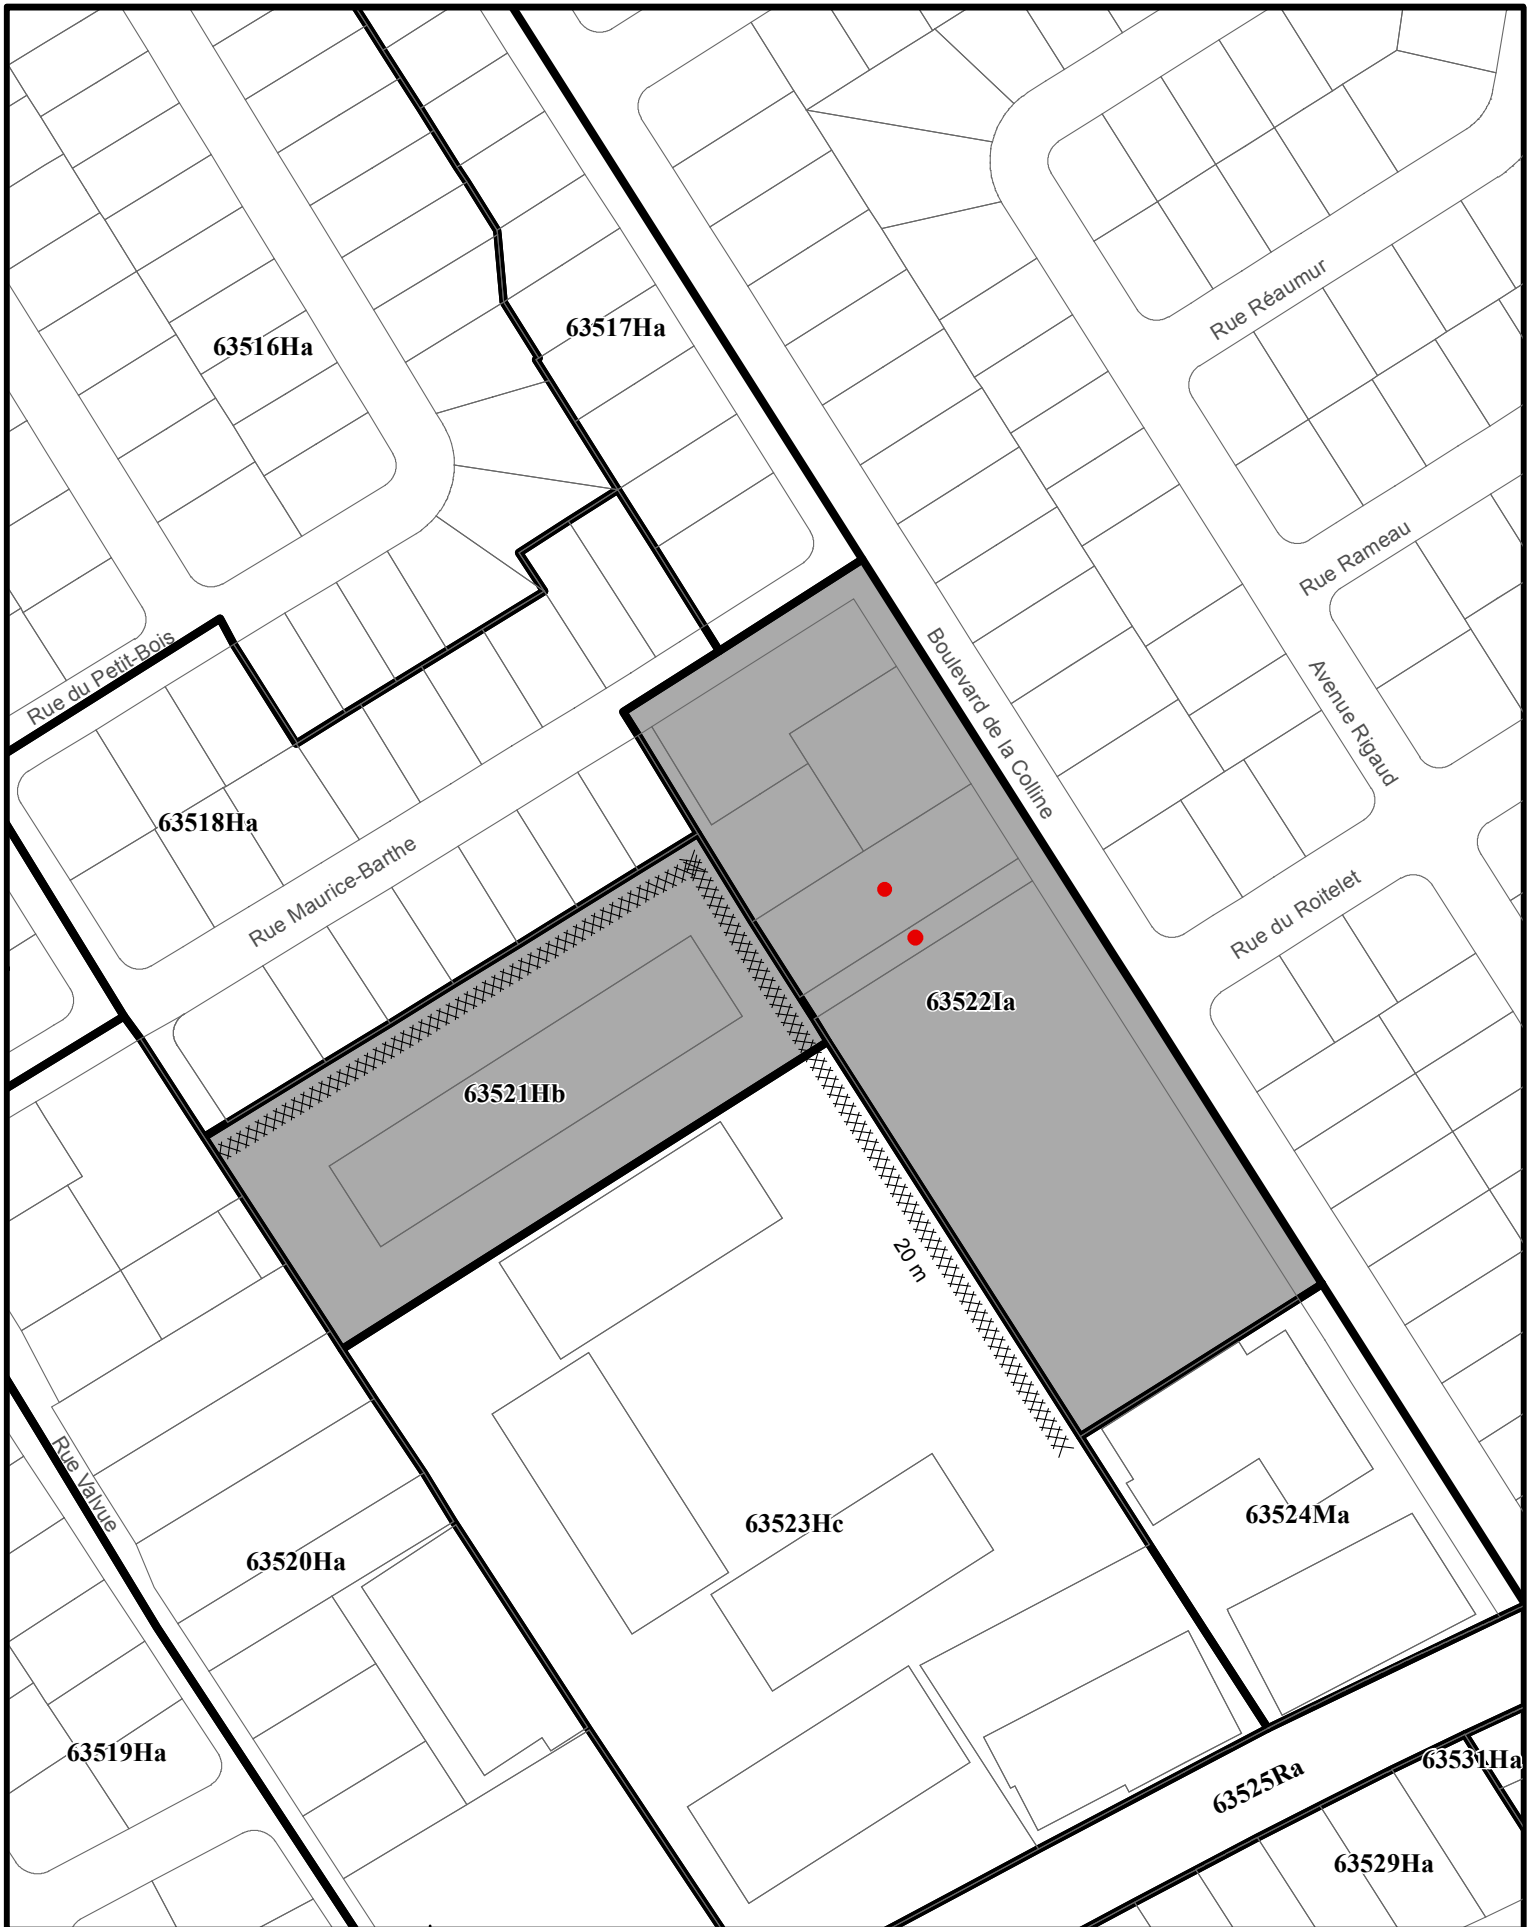 63517Ha
63516Ha
Rue Réaumur
Rue Rameau
Rue du Petit-Bois
Boulevard de la Colline
Avenue Rigaud
63518Ha
Rue Maurice-Barthe
Rue du Roitelet
63522Ia
63521Hb
20 m
Rue Valvue
63524Ma
63523Hc
63520Ha
63519Ha
63525Ra
63531Ha
63529Ha